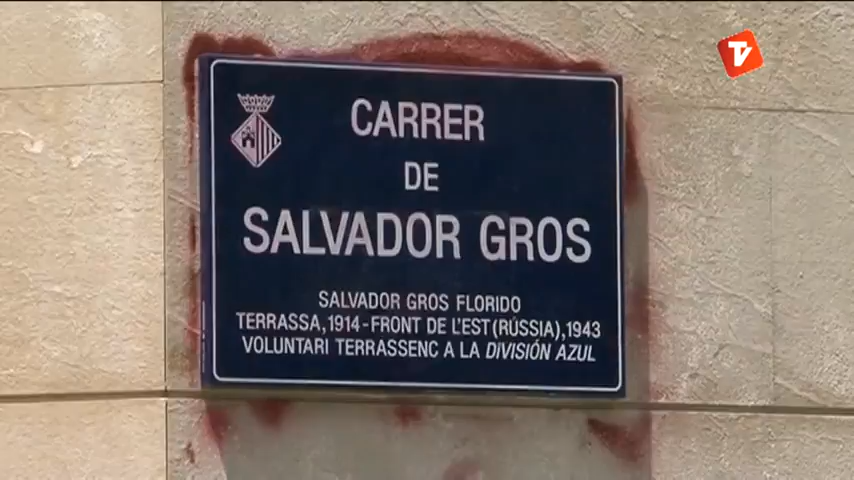 TV
CARRER
DE
SALVADOR GROS
SALVADOR GROS FLORIDO
TERRASSA, 1914 - FRONT DE L'EST (RÚSSIA), 1943
VOLUNTARI TERRASSENC A LA DIVISIÓN AZUL